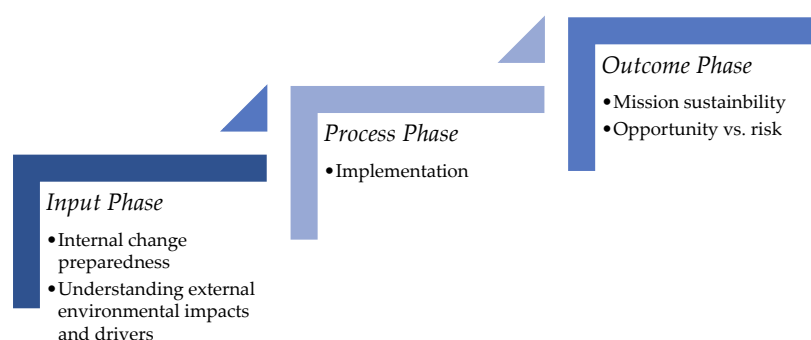 Input Phase
•Internal change
preparedness
•Understanding external
environmental impacts
and drivers
Process Phase
•Implementation
Outcome Phase
•Mission sustainbility
•Opportunity vs. risk